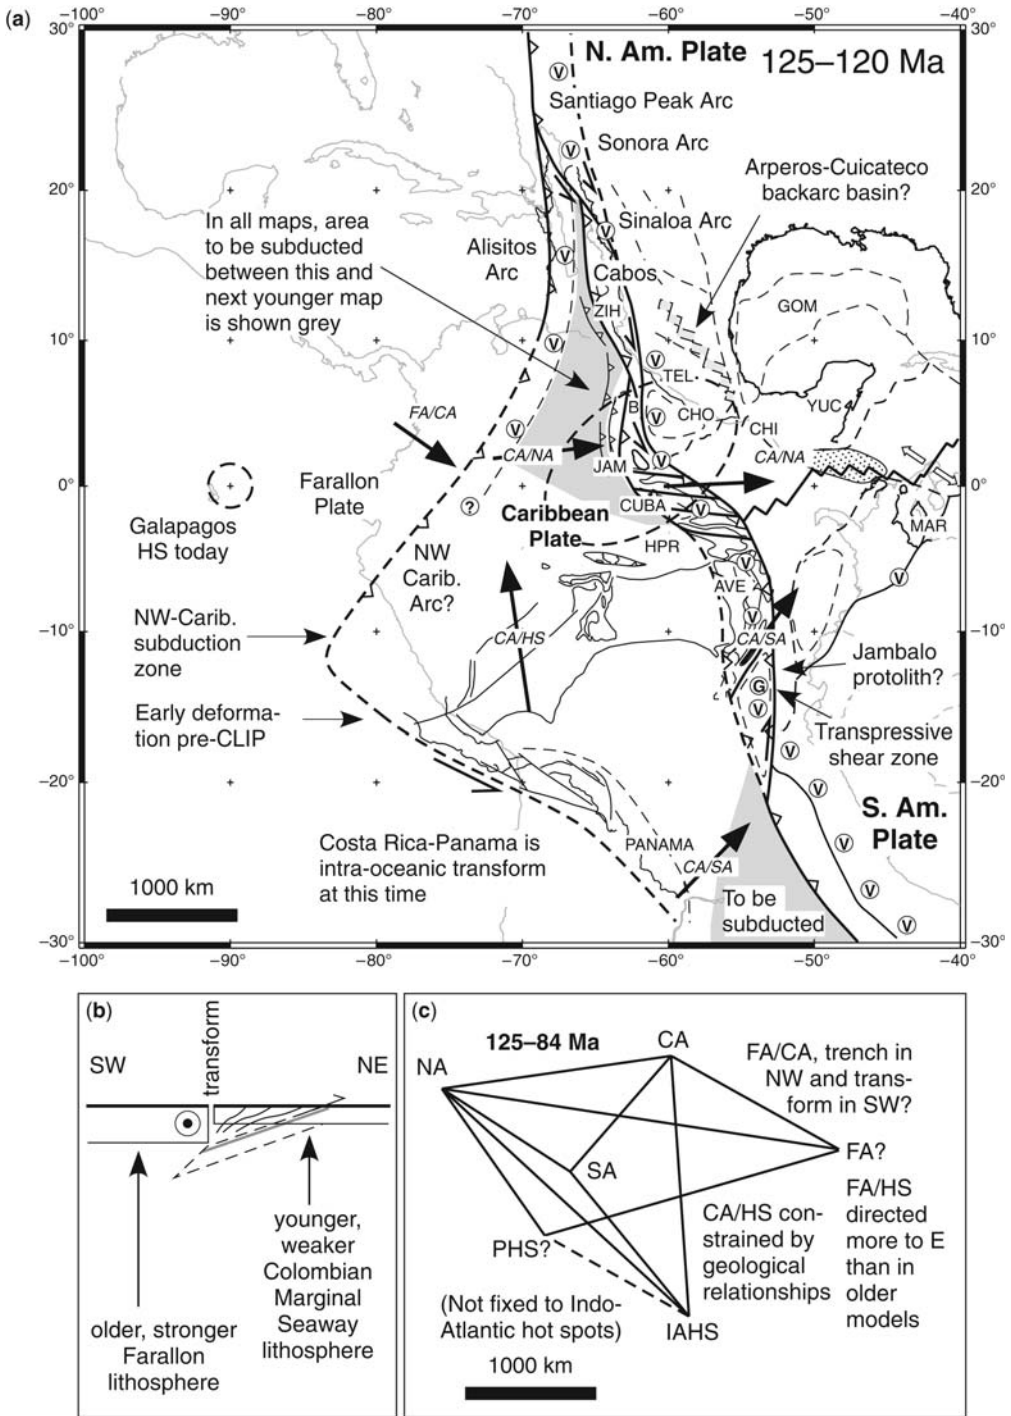 (a)
30°
30°
N. Am. Plate
125–120 Ma
V
Santiago Peak Arc
V
Sonora Arc
Arperos-Cuicateco
backarc basin?
20°
20°
In all maps, area
to be subducted
between this and
next younger map
is shown grey
Alisitos
Arc
V
V
Sinaloa Arc
Cabos
ZIH
GOM
10°
10°
V
V
TEL
B
V
CHO
YUC
CHI
FA/CA
V
CA/NA
CA/NA
JAM
V
0°
0°
Farallon
Plate
?
CUBA
V
Caribbean
Plate
MAR
Galapagos
HS today
NW
Carib.
Arc?
HPR
V
AVE
V
V
NW-Carib.
subduction
zone
–10°
–10°
CA/HS
CA/SA
Jambalo
protolith?
G
V
Early deforma-
tion pre-CLIP
Transpressive
shear zone
V
–20°
–20°
V
S. Am.
Plate
Costa Rica-Panama is
intra-oceanic transform
at this time
PANAMA
V
CA/SA
1000 km
To be
subducted
V
V
–30°
–30°
–100°
–90°
–80°
–70°
–60°
–50°
–40°
–100°
–90°
–80°
–70°
–60°
–50°
–40°
(b)
SW
transform
NE
younger,
weaker
Colombian
Marginal
Seaway
lithosphere
older, stronger
Farallon
lithosphere
(c)
125–84 Ma
NA
CA
FA/CA, trench in
NW and trans-
form in SW?
FA?
SA
FA/HS
directed
more to E
than in
older
models
CA/HS con-
strained by
geological
relationships
PHS?
(Not fixed to Indo-
Atlantic hot spots)
IAHS
1000 km